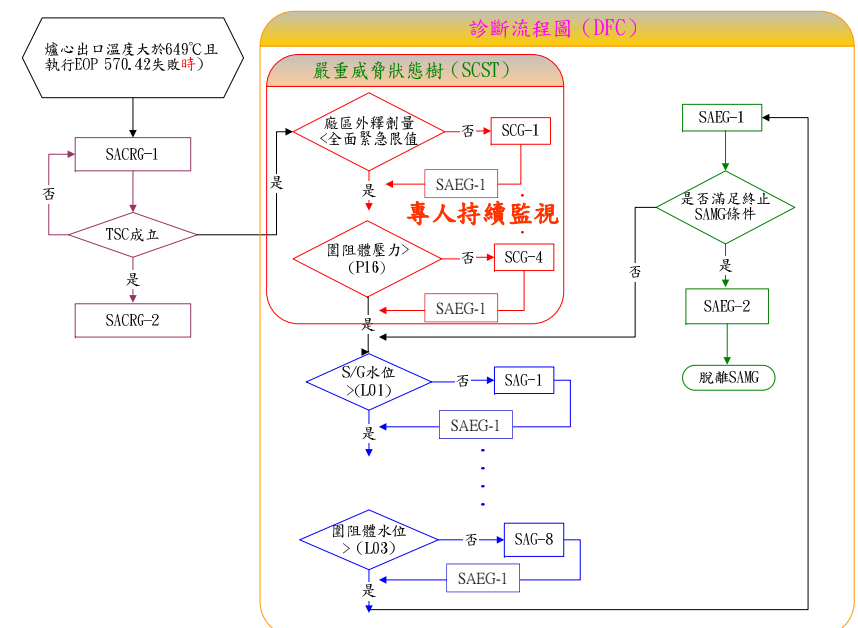 爐心出口溫度大於649℃且
執行EOP 570.42失敗時)
SACRG-1
否
TSC成立
是
SACRG-2
是
診斷流程圖（DFC）
嚴重威脅狀態樹（SCST）
廠區外釋劑量
<全面緊急限值
否
SCG-1
是
SAEG-1
專人持續監視
圍阻體壓力>
(P16)
否
SCG-4
SAEG-1
是
S/G水位
>(L01)
否
SAG-1
是
SAEG-1
圍阻體水位
>（L03）
否
SAG-8
是
SAEG-1
SAEG-1
是否滿足終止
SAMG條件
否
是
SAEG-2
脫離SAMG